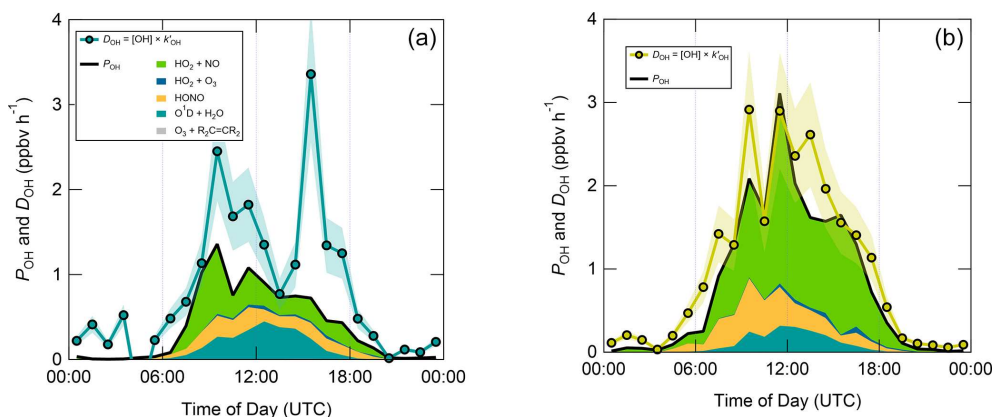 (a)
D_OH = [OH] × k'_OH
P_OH
HO₂ + NO
HO₂ + O₃
HONO
O¹D + H₂O
O₃ + R₂C=CR₂
P_OH and D_OH (ppbv h⁻¹)
4
3
2
1
0
00:00 06:00 12:00 18:00 00:00
Time of Day (UTC)
(b)
D_OH = [OH] × k'_OH
P_OH
P_OH and D_OH (ppbv h⁻¹)
4
3
2
1
0
00:00 06:00 12:00 18:00 00:00
Time of Day (UTC)